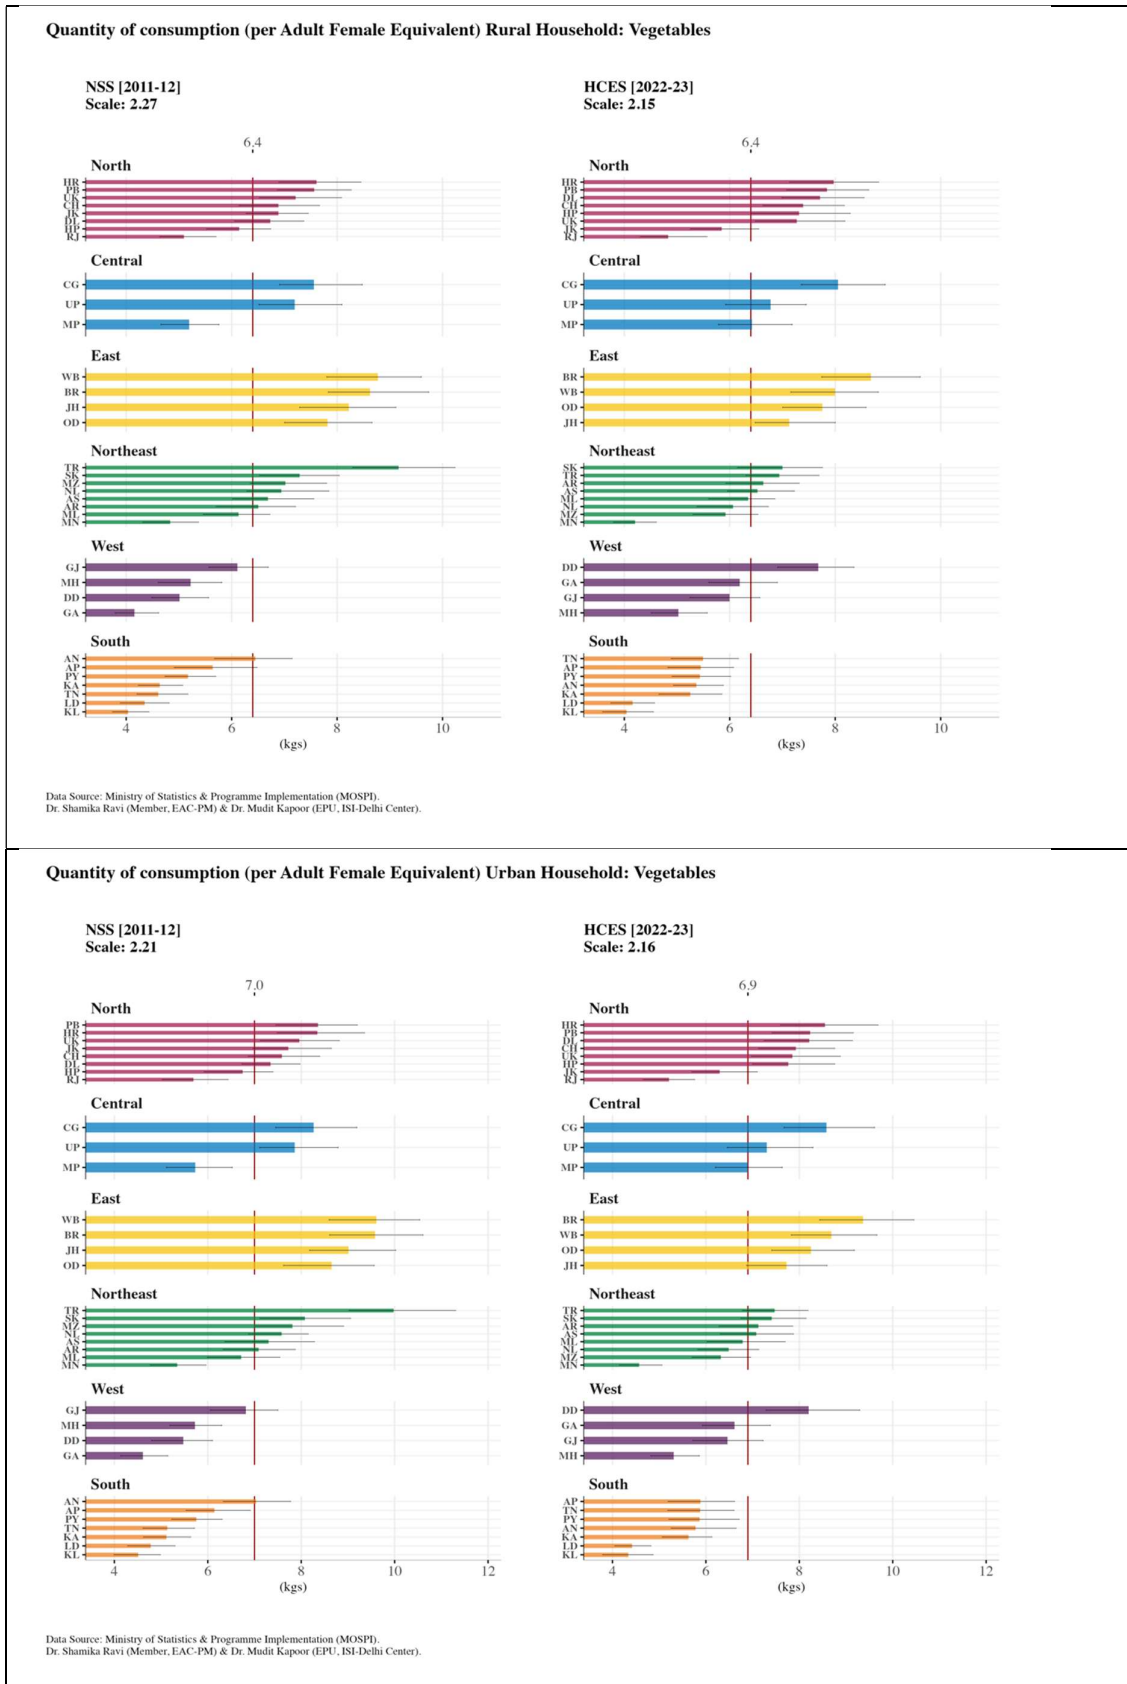 Quantity of consumption (per Adult Female Equivalent) Rural Household: Vegetables
NSS [2011-12]
Scale: 2.27
6.4
North
HR
PB
UK
CH
JK
DL
HP
RJ
Central
CG
UP
MP
East
WB
BR
JH
OD
Northeast
TR
SK
MZ
NL
AS
AR
ML
MN
West
GJ
MH
DD
GA
South
AN
AP
PY
KA
TN
LD
KL
4 6 8 10
(kgs)
HCES [2022-23]
Scale: 2.15
6.4
North
HR
PB
DL
CH
HP
UK
JK
RJ
Central
CG
UP
MP
East
BR
WB
OD
JH
Northeast
SK
TR
AR
AS
ML
NL
MZ
MN
West
DD
GA
GJ
MH
South
TN
AP
PY
AN
KA
LD
KL
4 6 8 10
(kgs)
Data Source: Ministry of Statistics & Programme Implementation (MOSPI).
Dr. Shamika Ravi (Member, EAC-PM) & Dr. Mudit Kapoor (EPU, ISI-Delhi Center).
Quantity of consumption (per Adult Female Equivalent) Urban Household: Vegetables
NSS [2011-12]
Scale: 2.21
7.0
North
PB
HR
UK
JK
CH
DL
HP
RJ
Central
CG
UP
MP
East
WB
BR
JH
OD
Northeast
TR
SK
MZ
NL
AS
AR
ML
MN
West
GJ
MH
DD
GA
South
AN
AP
PY
TN
KA
LD
KL
4 6 8 10 12
(kgs)
HCES [2022-23]
Scale: 2.16
6.9
North
HR
PB
DL
CH
UK
HP
JK
RJ
Central
CG
UP
MP
East
BR
WB
OD
JH
Northeast
TR
SK
AR
AS
ML
NL
MZ
MN
West
DD
GA
GJ
MH
South
AP
TN
PY
AN
KA
LD
KL
4 6 8 10 12
(kgs)
Data Source: Ministry of Statistics & Programme Implementation (MOSPI).
Dr. Shamika Ravi (Member, EAC-PM) & Dr. Mudit Kapoor (EPU, ISI-Delhi Center).